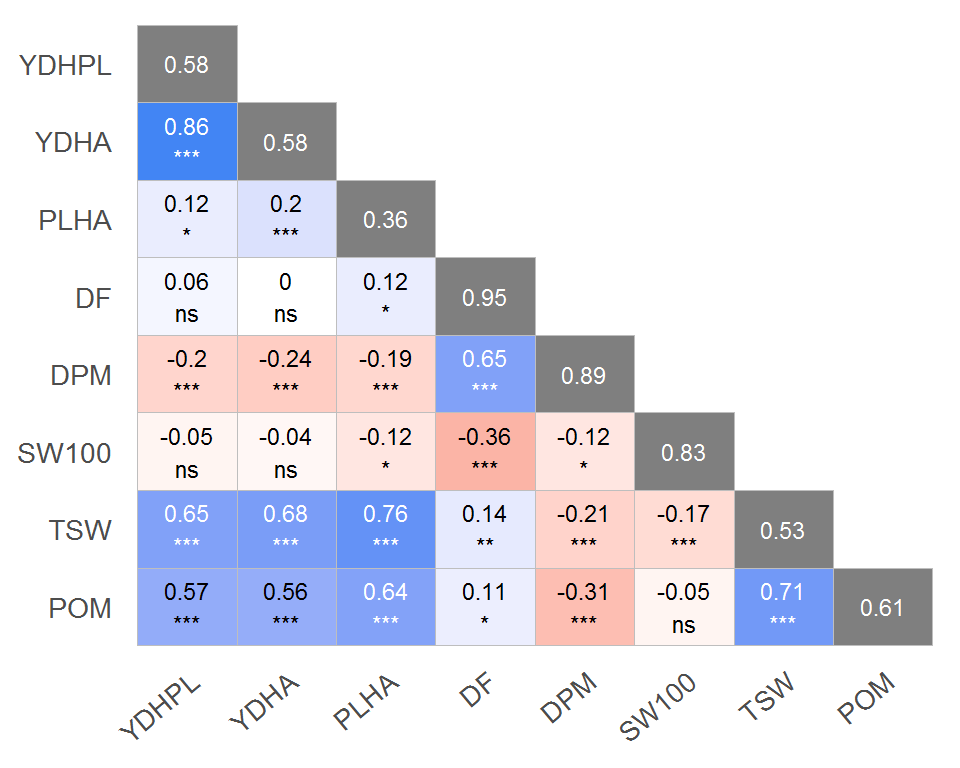 YDHPL 0.58
YDHA 0.86 0.58
***
PLHA 0.12 0.2 0.36
* ***
DF 0.06 0 0.12 0.95
ns ns *
DPM -0.2 -0.24 -0.19 0.65 0.89
*** *** *** ***
SW100 -0.05 -0.04 -0.12 -0.36 -0.12 0.83
ns ns * *** *
TSW 0.65 0.68 0.76 0.14 -0.21 -0.17 0.53
*** *** *** ** *** ***
POM 0.57 0.56 0.64 0.11 -0.31 -0.05 0.71 0.61
*** *** *** * *** ns ***
YDHPL YDHA PLHA DF DPM SW100 TSW POM